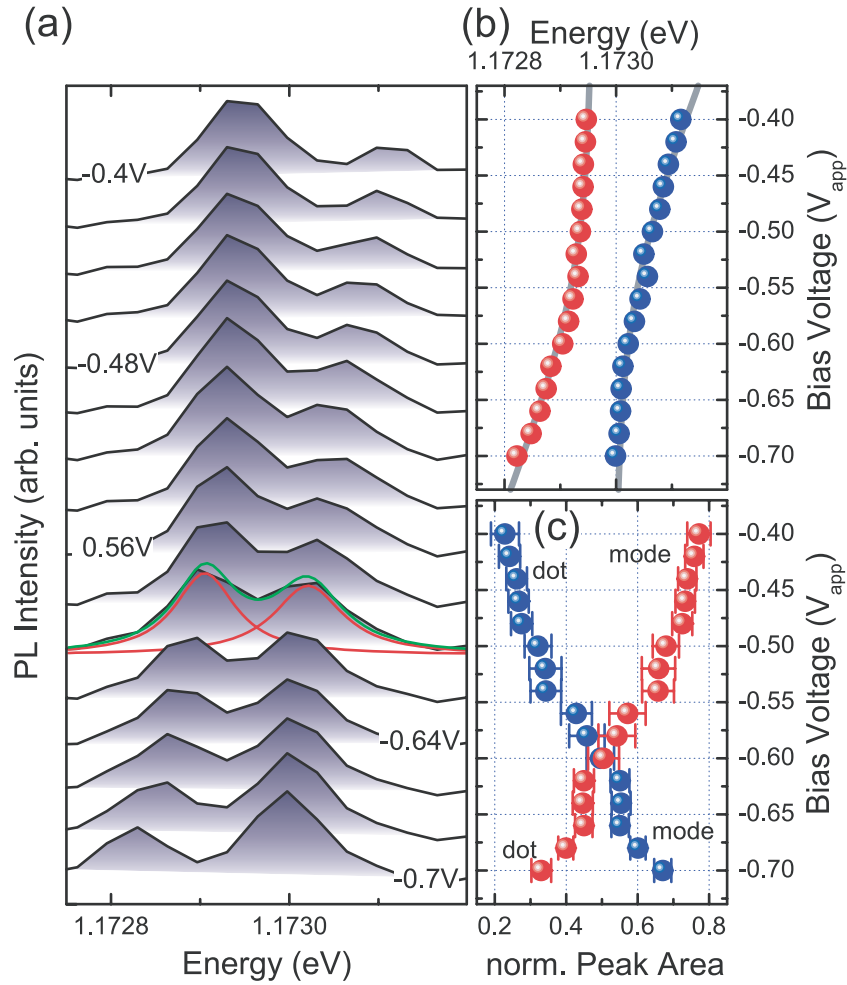 (a)
-0.4V
-0.48V
0.56V
-0.64V
-0.7V
PL Intensity (arb. units)
1.1728
1.1730
Energy (eV)
(b)
Energy (eV)
1.1728
1.1730
-0.40
-0.45
-0.50
-0.55
-0.60
-0.65
-0.70
Bias Voltage (Vapp)
(c)
dot
mode
dot
mode
-0.40
-0.45
-0.50
-0.55
-0.60
-0.65
-0.70
Bias Voltage (Vapp)
0.2
0.4
0.6
0.8
norm. Peak Area